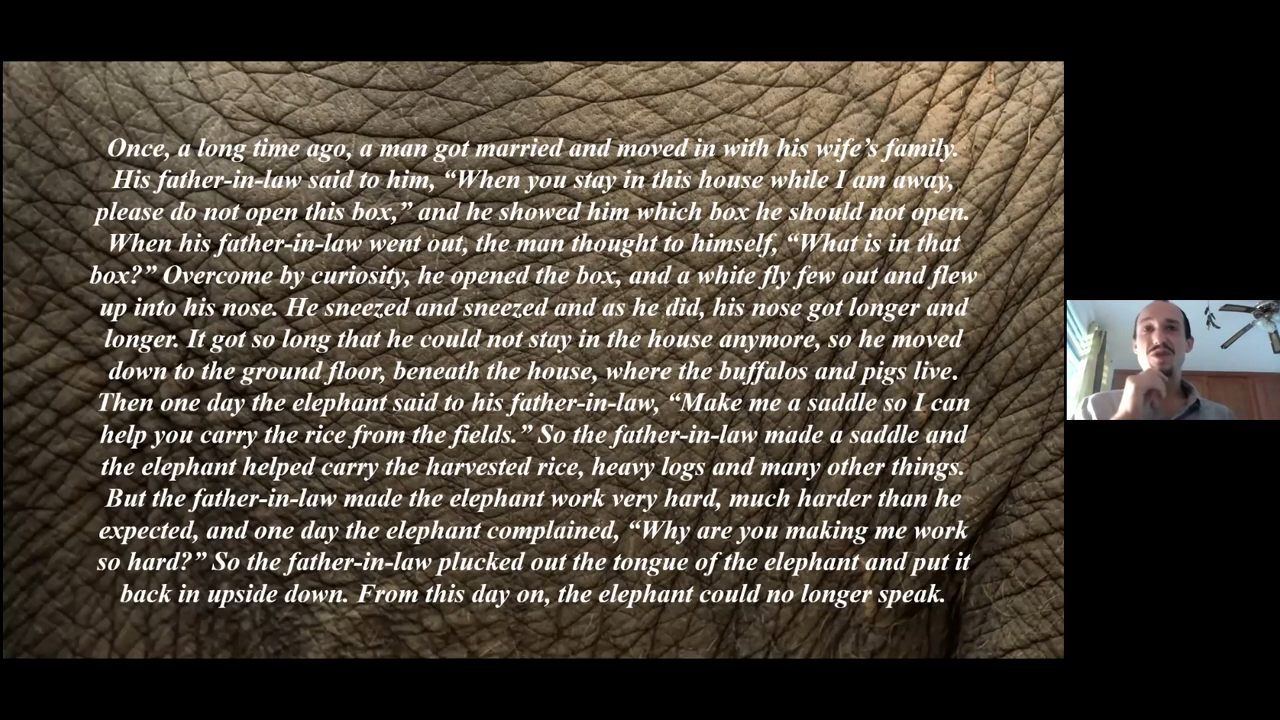 Once, a long time ago, a man got married and moved in with his wife’s family.
His father-in-law said to him, “When you stay in this house while I am away,
please do not open this box,” and he showed him which box he should not open.
When his father-in-law went out, the man thought to himself, “What is in that
box?” Overcome by curiosity, he opened the box, and a white fly few out and flew
up into his nose. He sneezed and sneezed and as he did, his nose got longer and
longer. It got so long that he could not stay in the house anymore, so he moved
down to the ground floor, beneath the house, where the buffalos and pigs live.
Then one day the elephant said to his father-in-law, “Make me a saddle so I can
help you carry the rice from the fields.” So the father-in-law made a saddle and
the elephant helped carry the harvested rice, heavy logs and many other things.
But the father-in-law made the elephant work very hard, much harder than he
expected, and one day the elephant complained, “Why are you making me work
so hard?” So the father-in-law plucked out the tongue of the elephant and put it
back in upside down. From this day on, the elephant could no longer speak.